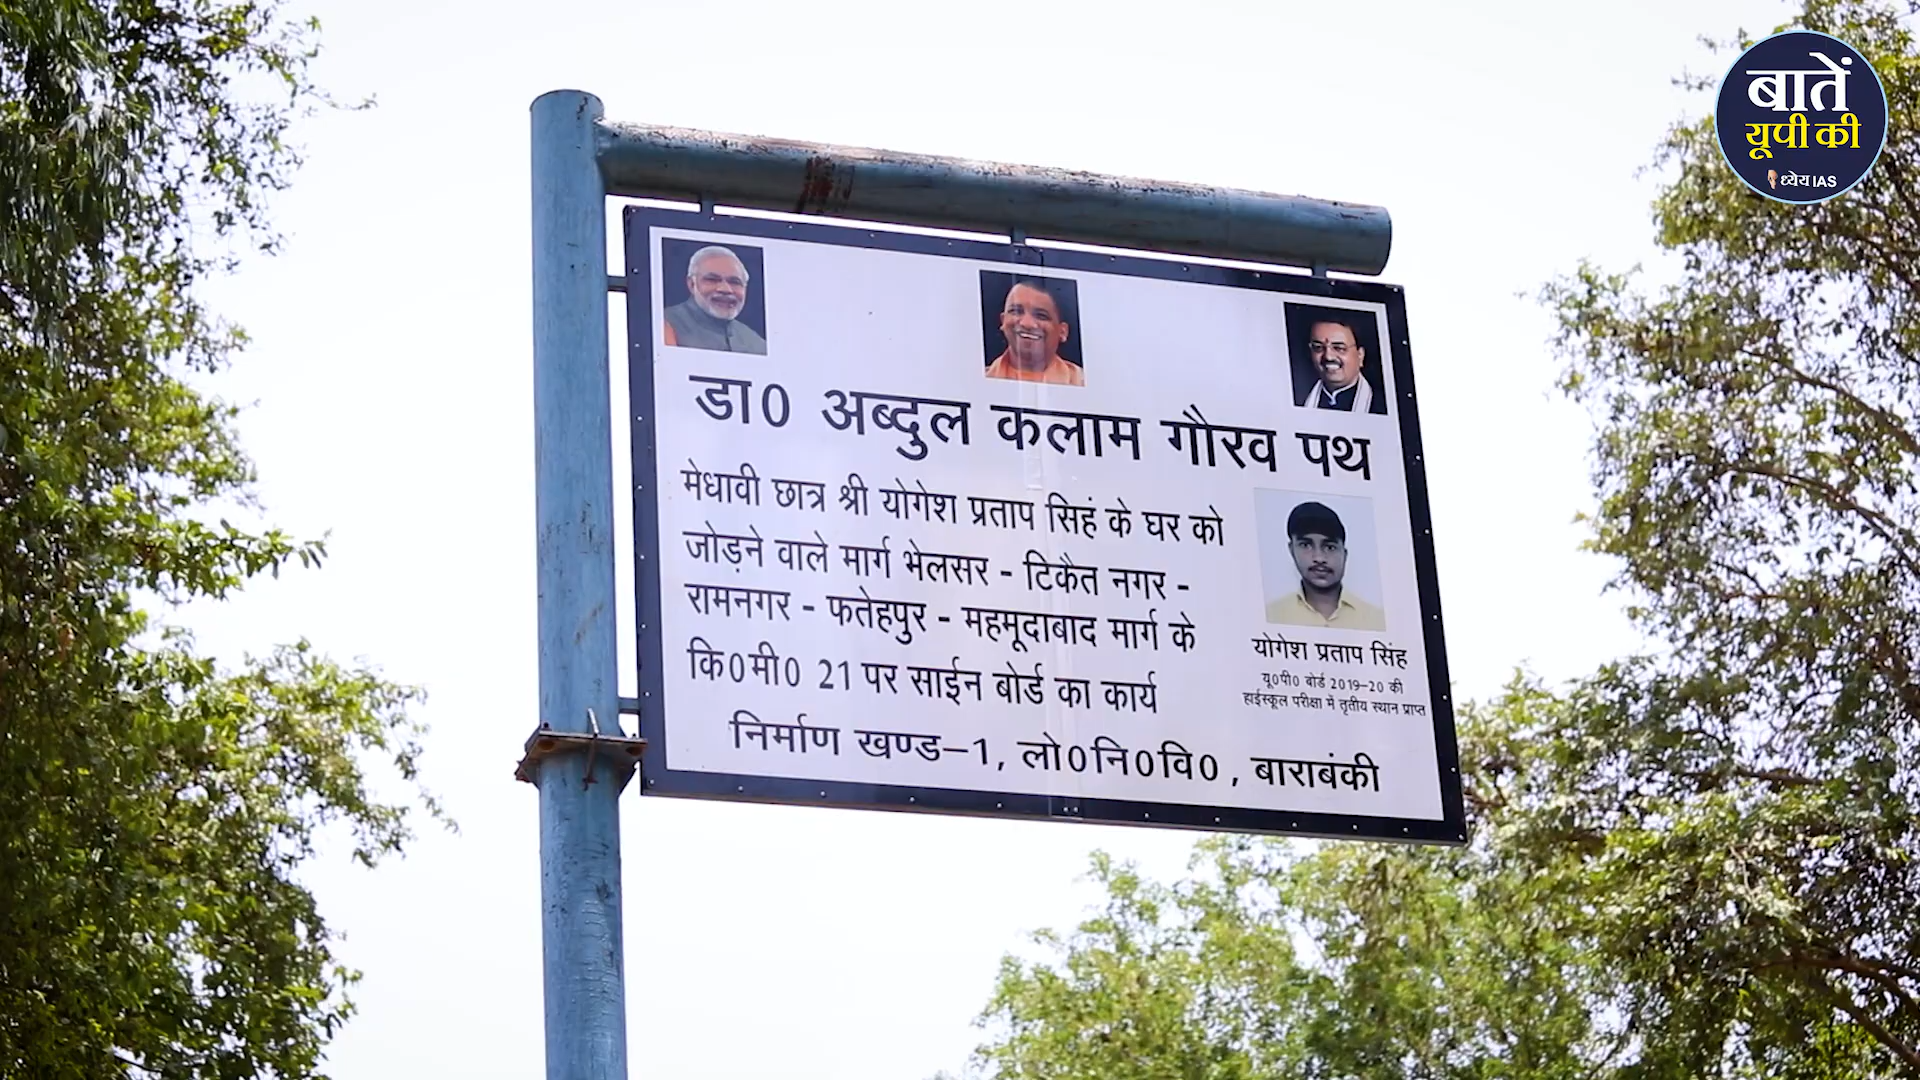 बातें
यूपी की
ध्येय IAS
डा0 अब्दुल कलाम गौरव पथ
मेधावी छात्र श्री योगेश प्रताप सिहं के घर को
जोड़ने वाले मार्ग भेलसर - टिकैत नगर -
रामनगर - फतेहपुर - महमूदाबाद मार्ग के
कि0मी0 21 पर साईन बोर्ड का कार्य
योगेश प्रताप सिंह
यू0पी0 बोर्ड 2019-20 की
हाईस्कूल परीक्षा में तृतीय स्थान प्राप्त
निर्माण खण्ड-1, लो0नि0वि0, बाराबंकी